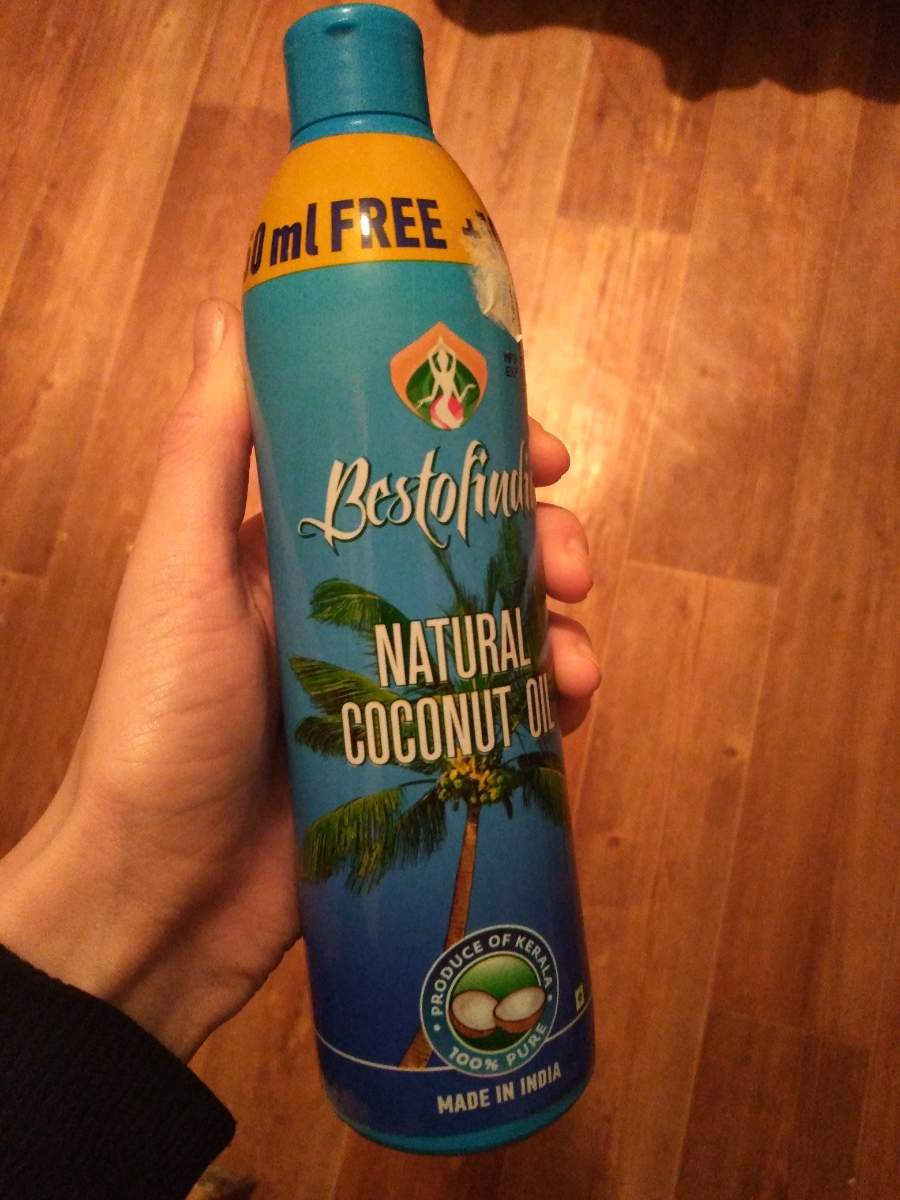 ml FREE
Bestofindi
NATURAL
COCONUT OIL
PRODUCE OF KERALA
100% PURE
MADE IN INDIA